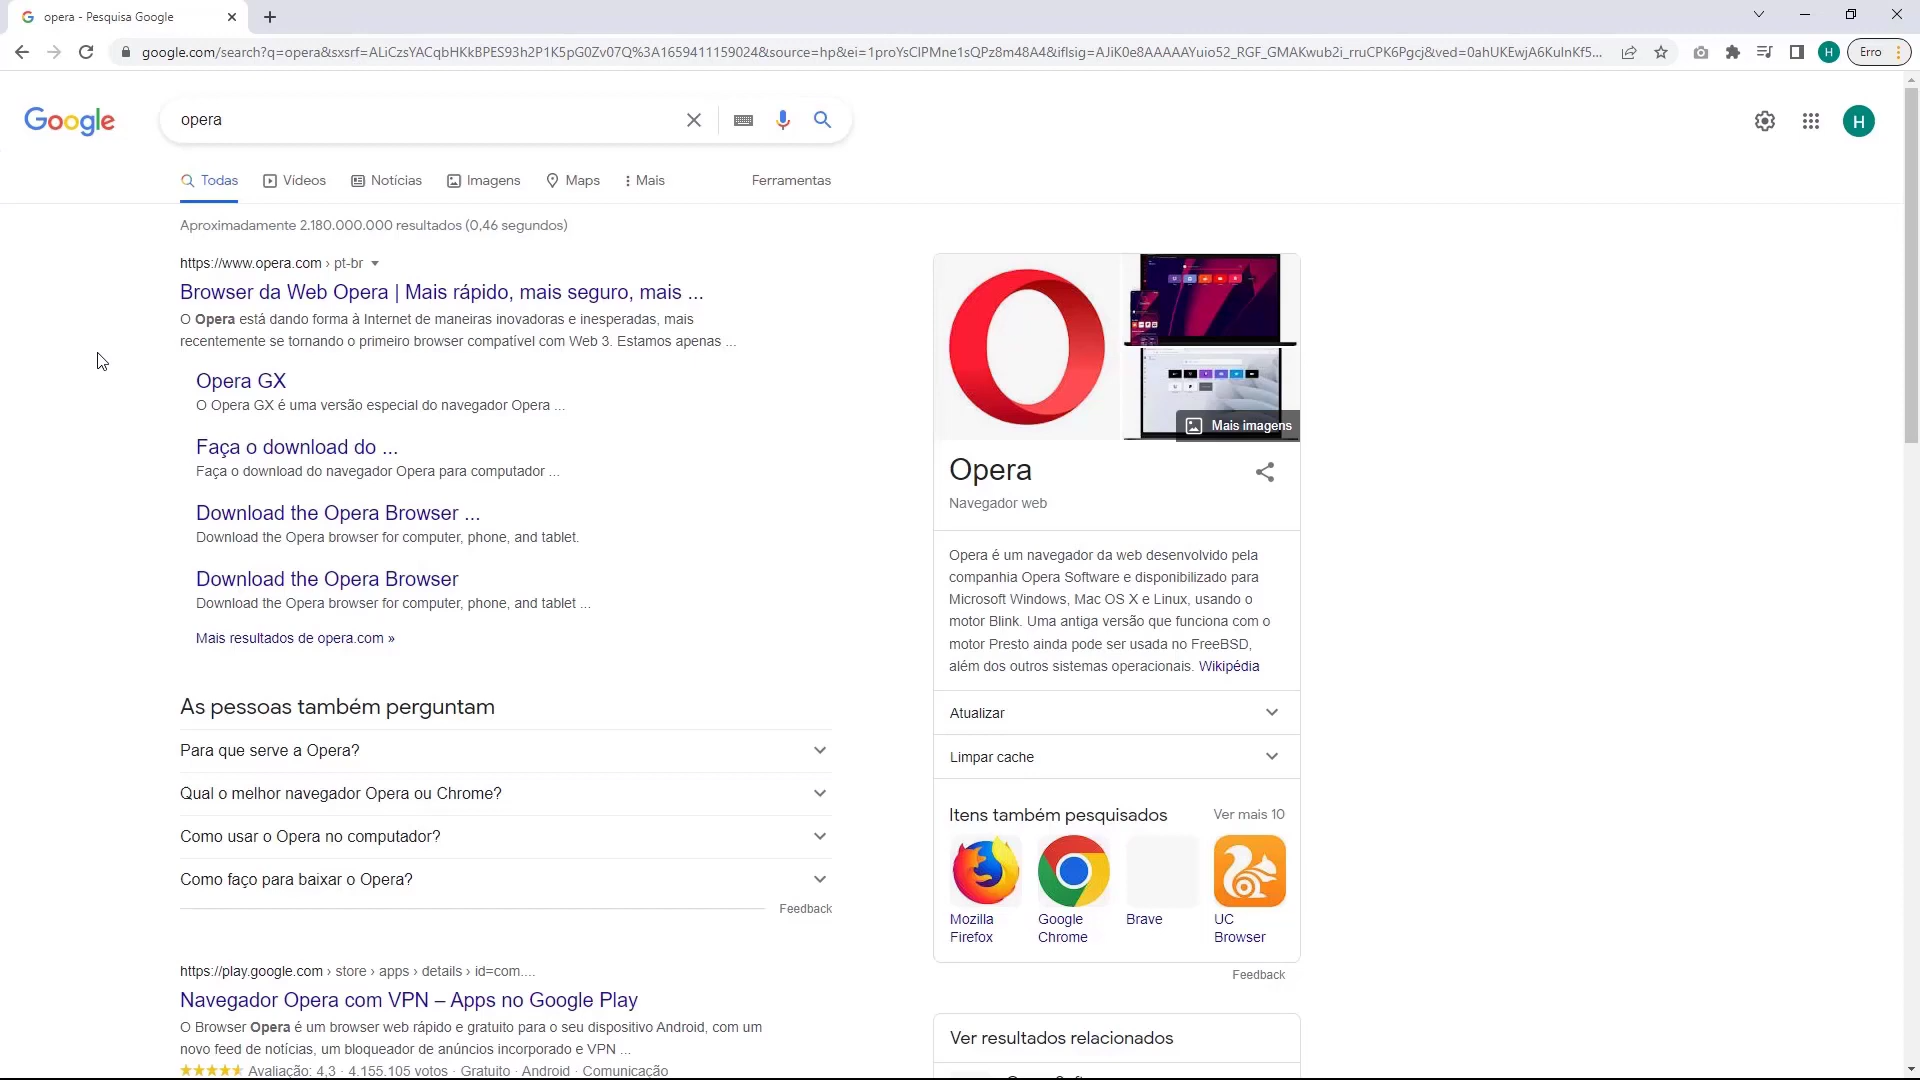 opera - Pesquisa Google
google.com/search?q=opera&sxsrf=ALiCzsYACqbHKkBPES93h2P1K5pG0Zv07Q%3A1659411159024&source=hp&ei=1proYsClPMne1sQPz8m48A4&iflsig=AJiK0e8AAAAAYuio52_RGF_GMAKwub2i_rruCPK6Pgcj&ved=0ahUKEwjA6KulnKf5...
H
Erro
Google
opera
H
Todas
Vídeos
Notícias
Imagens
Maps
Mais
Ferramentas
Aproximadamente 2.180.000.000 resultados (0,46 segundos)
https://www.opera.com › pt-br
Browser da Web Opera | Mais rápido, mais seguro, mais ...
O Opera está dando forma à Internet de maneiras inovadoras e inesperadas, mais
recentemente se tornando o primeiro browser compatível com Web 3. Estamos apenas ...
Opera GX
O Opera GX é uma versão especial do navegador Opera ...
Faça o download do ...
Faça o download do navegador Opera para computador ...
Download the Opera Browser ...
Download the Opera browser for computer, phone, and tablet.
Download the Opera Browser
Download the Opera browser for computer, phone, and tablet ...
Mais resultados de opera.com »
As pessoas também perguntam
Para que serve a Opera?
Qual o melhor navegador Opera ou Chrome?
Como usar o Opera no computador?
Como faço para baixar o Opera?
Feedback
https://play.google.com › store › apps › details › id=com....
Navegador Opera com VPN – Apps no Google Play
O Browser Opera é um browser web rápido e gratuito para o seu dispositivo Android, com um
novo feed de notícias, um bloqueador de anúncios incorporado e VPN ...
Avaliação: 4,3 · 4.155.105 votos · Gratuito · Android · Comunicação
Mais imagens
Opera
Navegador web
Opera é um navegador da web desenvolvido pela
companhia Opera Software e disponibilizado para
Microsoft Windows, Mac OS X e Linux, usando o
motor Blink. Uma antiga versão que funciona com o
motor Presto ainda pode ser usada no FreeBSD,
além dos outros sistemas operacionais. Wikipédia
Atualizar
Limpar cache
Itens também pesquisados
Ver mais 10
Mozilla
Firefox
Google
Chrome
Brave
UC
Browser
Feedback
Ver resultados relacionados